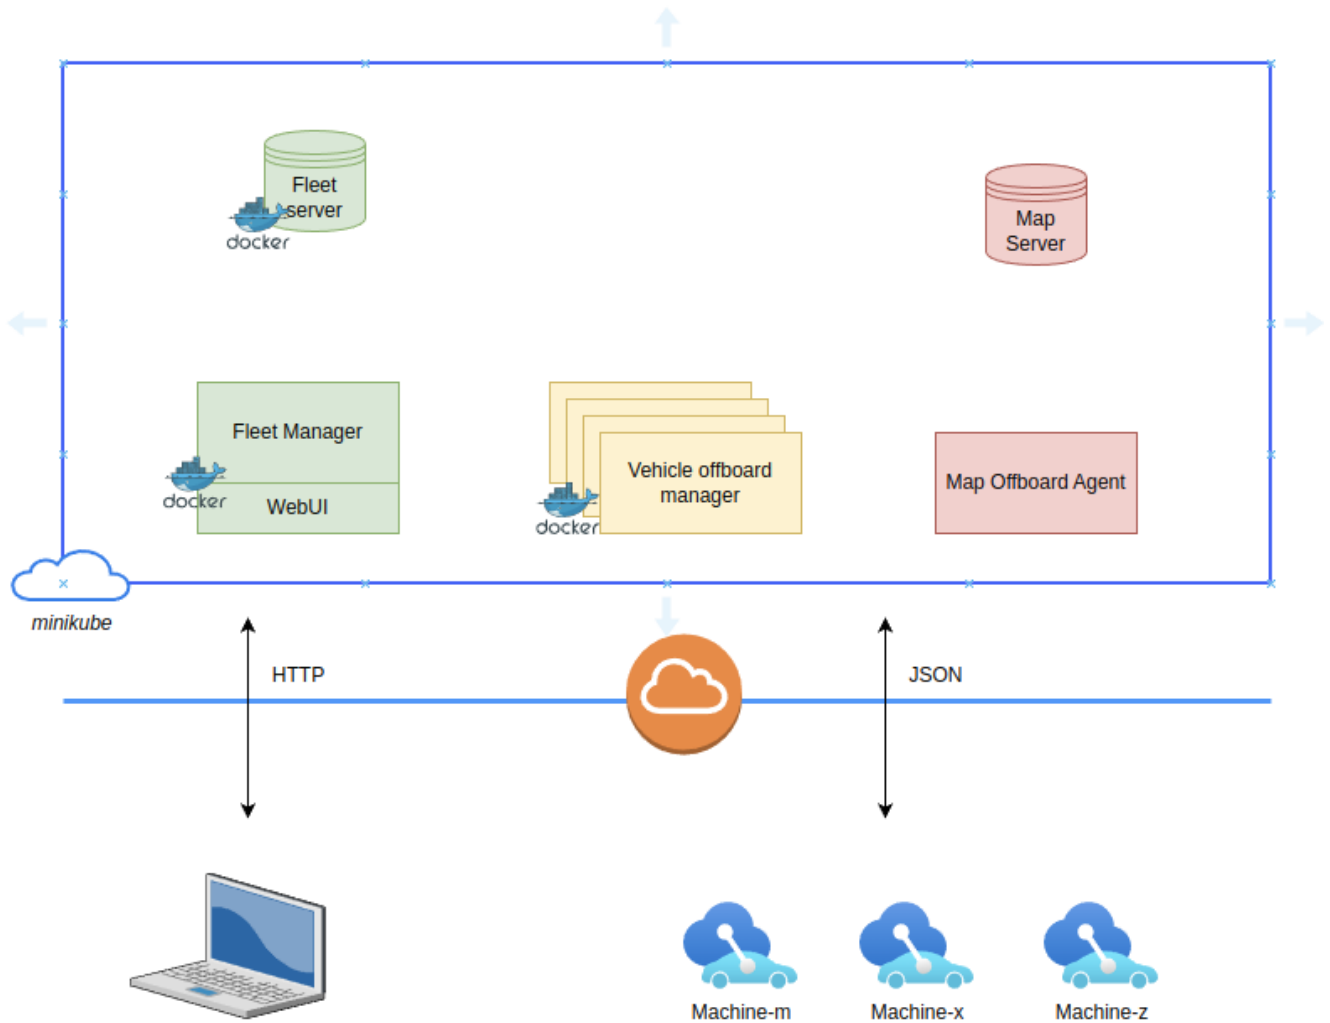 Fleet
server
docker
Map
Server
Fleet Manager
docker
WebUI
Vehicle offboard
manager
docker
Map Offboard Agent
minikube
HTTP
JSON
Machine-m
Machine-x
Machine-z